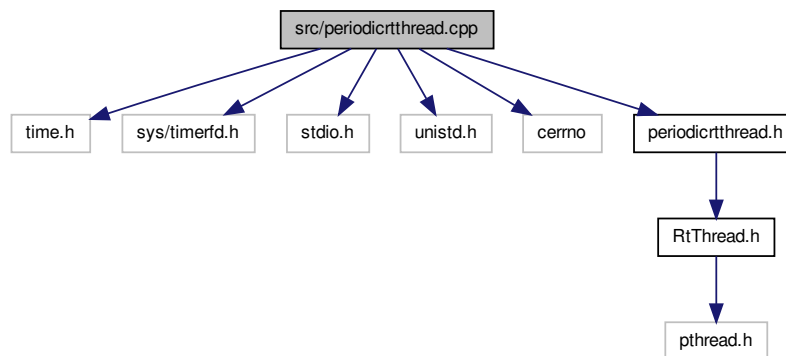 src/periodicrtthread.cpp
time.h
sys/timerfd.h
stdio.h
unistd.h
cerrno
periodicrtthread.h
RtThread.h
pthread.h